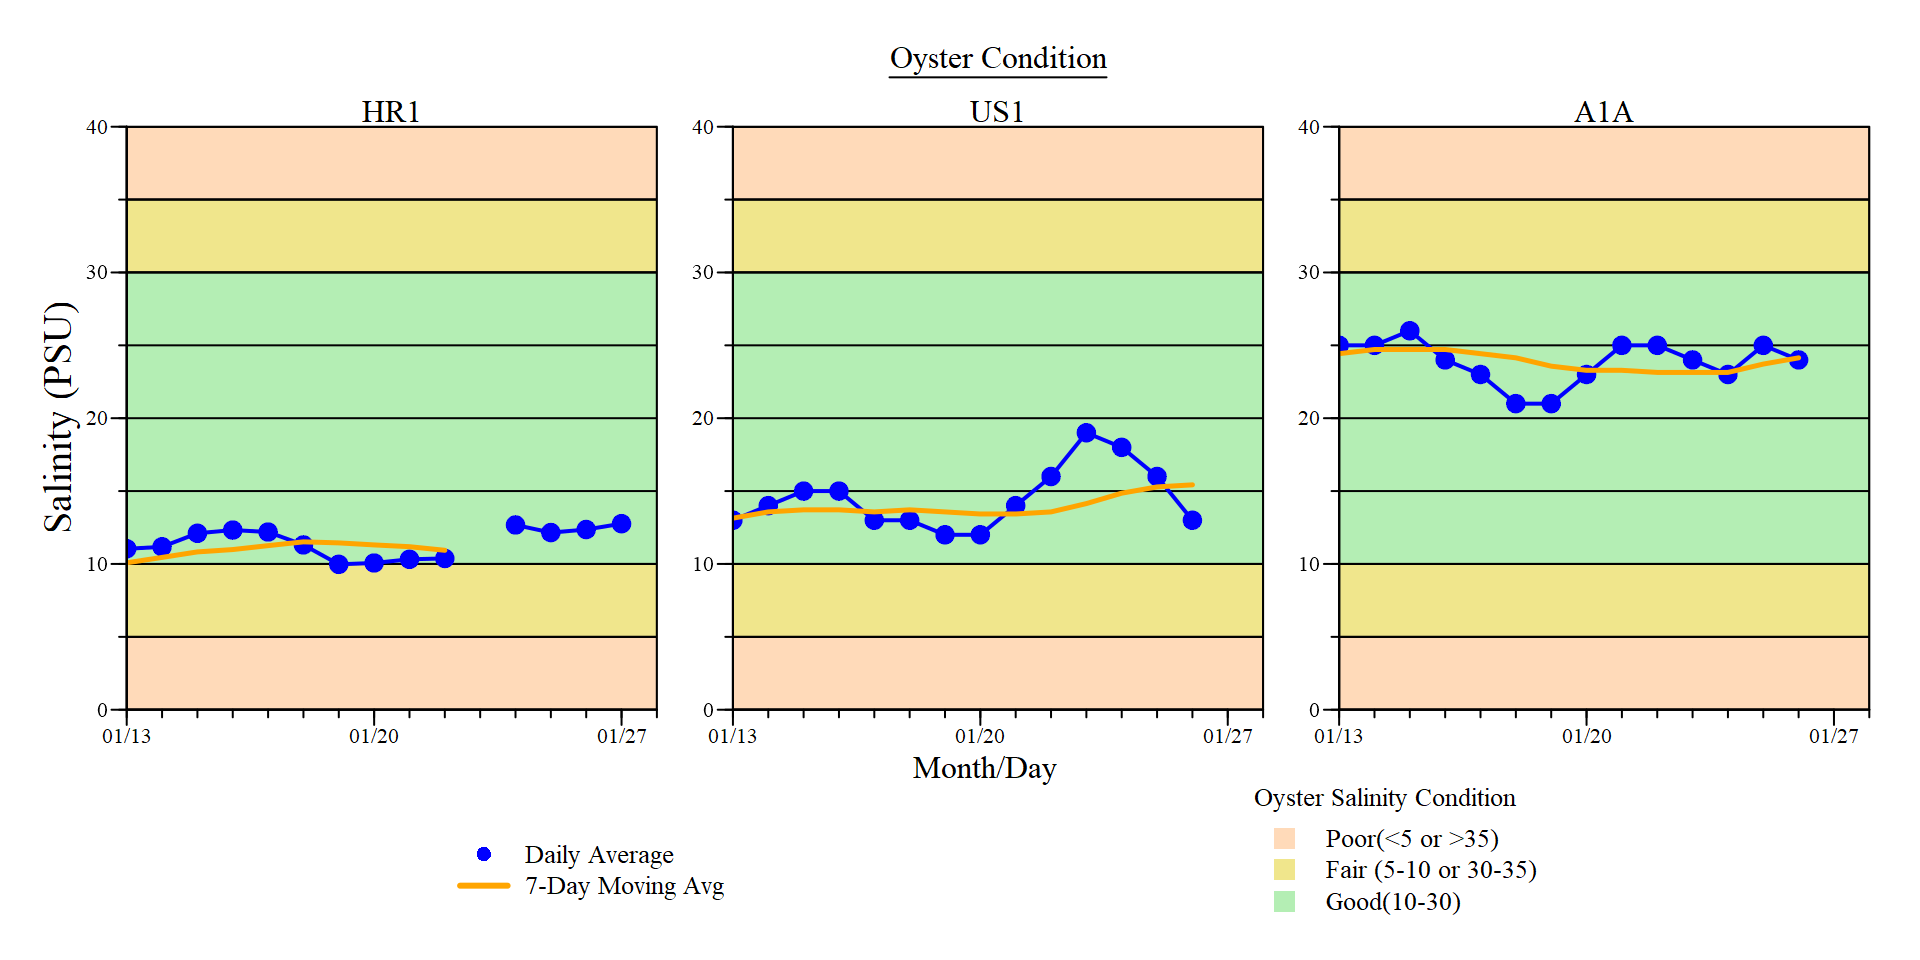 Oyster Condition
HR1
US1
A1A
Salinity (PSU)
40
30
20
10
0
01/13
01/20
01/27
40
30
20
10
0
01/13
01/20
01/27
40
30
20
10
0
01/13
01/20
01/27
Month/Day
Daily Average
7-Day Moving Avg
Oyster Salinity Condition
Poor(<5 or >35)
Fair (5-10 or 30-35)
Good(10-30)